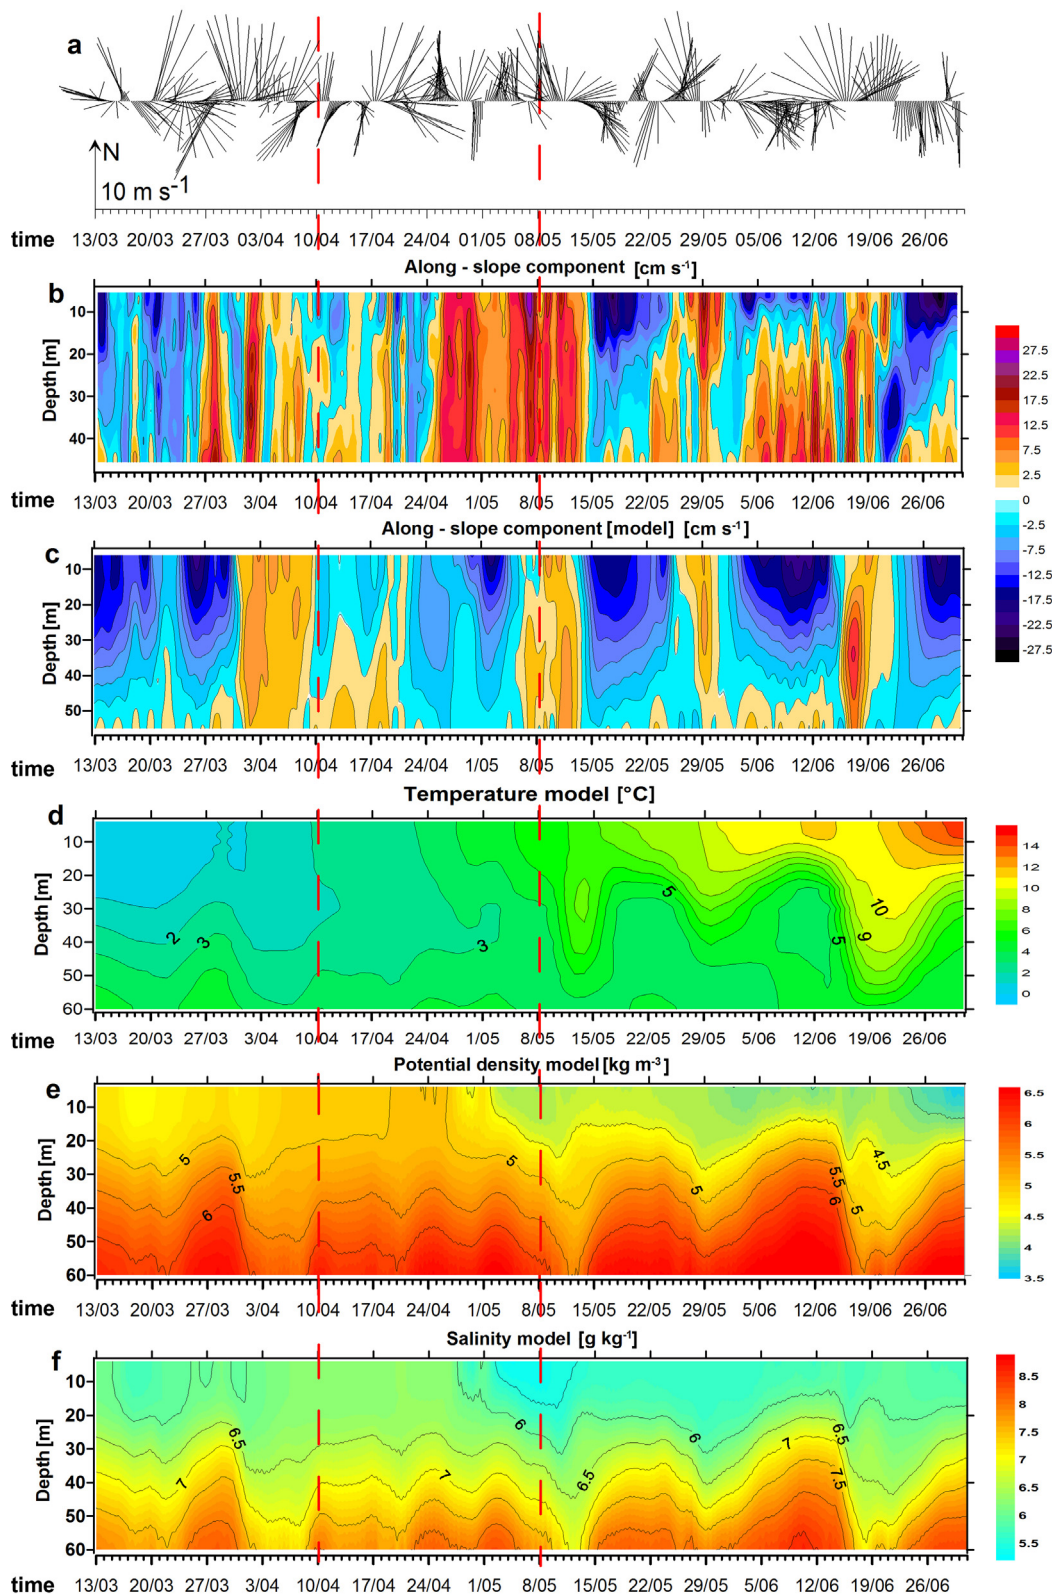 a
N
10 m s-1
time 13/03 20/03 27/03 03/04 10/04 17/04 24/04 01/05 08/05 15/05 22/05 29/05 05/06 12/06 19/06 26/06
Along - slope component [cm s-1]
b
Depth [m]
10
20
30
40
time 13/03 20/03 27/03 3/04 10/04 17/04 24/04 1/05 8/05 15/05 22/05 29/05 5/06 12/06 19/06 26/06
27.5
22.5
17.5
12.5
7.5
2.5
0
-2.5
-7.5
-12.5
-17.5
-22.5
-27.5
Along - slope component [model] [cm s-1]
c
Depth [m]
10
20
30
40
50
time 13/03 20/03 27/03 3/04 10/04 17/04 24/04 1/05 8/05 15/05 22/05 29/05 5/06 12/06 19/06 26/06
Temperature model [°C]
d
Depth [m]
10
20
30
40
50
60
2 3 3 5 5 9 10
14
12
10
8
6
4
2
0
time 13/03 20/03 27/03 3/04 10/04 17/04 24/04 1/05 8/05 15/05 22/05 29/05 5/06 12/06 19/06 26/06
Potential density model [kg m-3]
e
Depth [m]
10
20
30
40
50
60
5 5.5 6 5 5 5.5 6 5 4.5
6.5
6
5.5
5
4.5
4
3.5
time 13/03 20/03 27/03 3/04 10/04 17/04 24/04 1/05 8/05 15/05 22/05 29/05 5/06 12/06 19/06 26/06
Salinity model [g kg-1]
f
Depth [m]
10
20
30
40
50
60
7 6.5 7 6 6.5 6 7 6.5 7.5
8.5
8
7.5
7
6.5
6
5.5
time 13/03 20/03 27/03 3/04 10/04 17/04 24/04 1/05 8/05 15/05 22/05 29/05 5/06 12/06 19/06 26/06